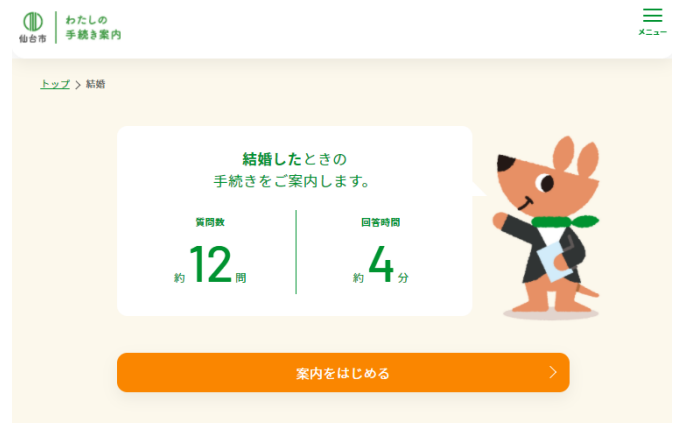 仙台市
わたしの
手続き案内
メニュー
トップ > 結婚
結婚したときの
手続きをご案内します。
質問数
約12問
回答時間
約4分
案内をはじめる